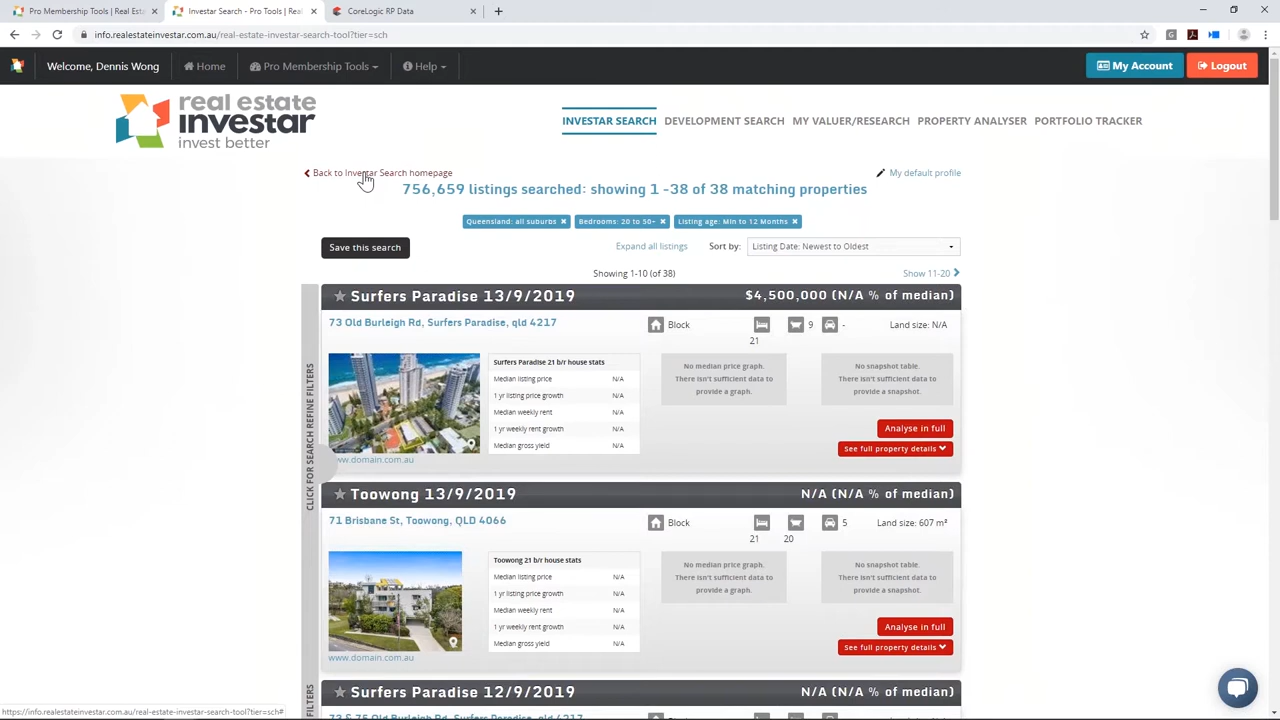 Pro Membership Tools | Real Esta
Investar Search - Pro Tools | Real
CoreLogic RP Data
info.realestateinvestar.com.au/real-estate-investar-search-tool?tier=sch
Welcome, Dennis Wong
Home
Pro Membership Tools
Help
My Account
Logout
real estate
investar
invest better
INVESTAR SEARCH
DEVELOPMENT SEARCH
MY VALUER/RESEARCH
PROPERTY ANALYSER
PORTFOLIO TRACKER
Back to Investar Search homepage
My default profile
756,659 listings searched: showing 1 -38 of 38 matching properties
Queensland: all suburbs ×
Bedrooms: 20 to 50+ ×
Listing age: Min to 12 Months ×
Save this search
Expand all listings
Sort by:
Listing Date: Newest to Oldest
Showing 1-10 (of 38)
Show 11-20
CLICK FOR SEARCH REFINE FILTERS
Surfers Paradise 13/9/2019
$4,500,000 (N/A % of median)
73 Old Burleigh Rd, Surfers Paradise, qld 4217
Block
21
9
-
Land size: N/A
Surfers Paradise 21 b/r house stats
Median listing price N/A
1 yr listing price growth N/A
Median weekly rent N/A
1 yr weekly rent growth N/A
Median gross yield N/A
No median price graph.
There isn't sufficient data to
provide a graph.
No snapshot table.
There isn't sufficient data to
provide a snapshot.
Analyse in full
See full property details
www.domain.com.au
Toowong 13/9/2019
N/A (N/A % of median)
71 Brisbane St, Toowong, QLD 4066
Block
21
20
5
Land size: 607 m²
Toowong 21 b/r house stats
Median listing price N/A
1 yr listing price growth N/A
Median weekly rent N/A
1 yr weekly rent growth N/A
Median gross yield N/A
No median price graph.
There isn't sufficient data to
provide a graph.
No snapshot table.
There isn't sufficient data to
provide a snapshot.
Analyse in full
See full property details
www.domain.com.au
FILTERS
Surfers Paradise 12/9/2019
N/A (N/A % of median)
73 & 75 Old Burleigh Rd, Surfers Paradise, qld 4217
Block
https://info.realestateinvestar.com.au/real-estate-investar-search-tool?tier=sch#